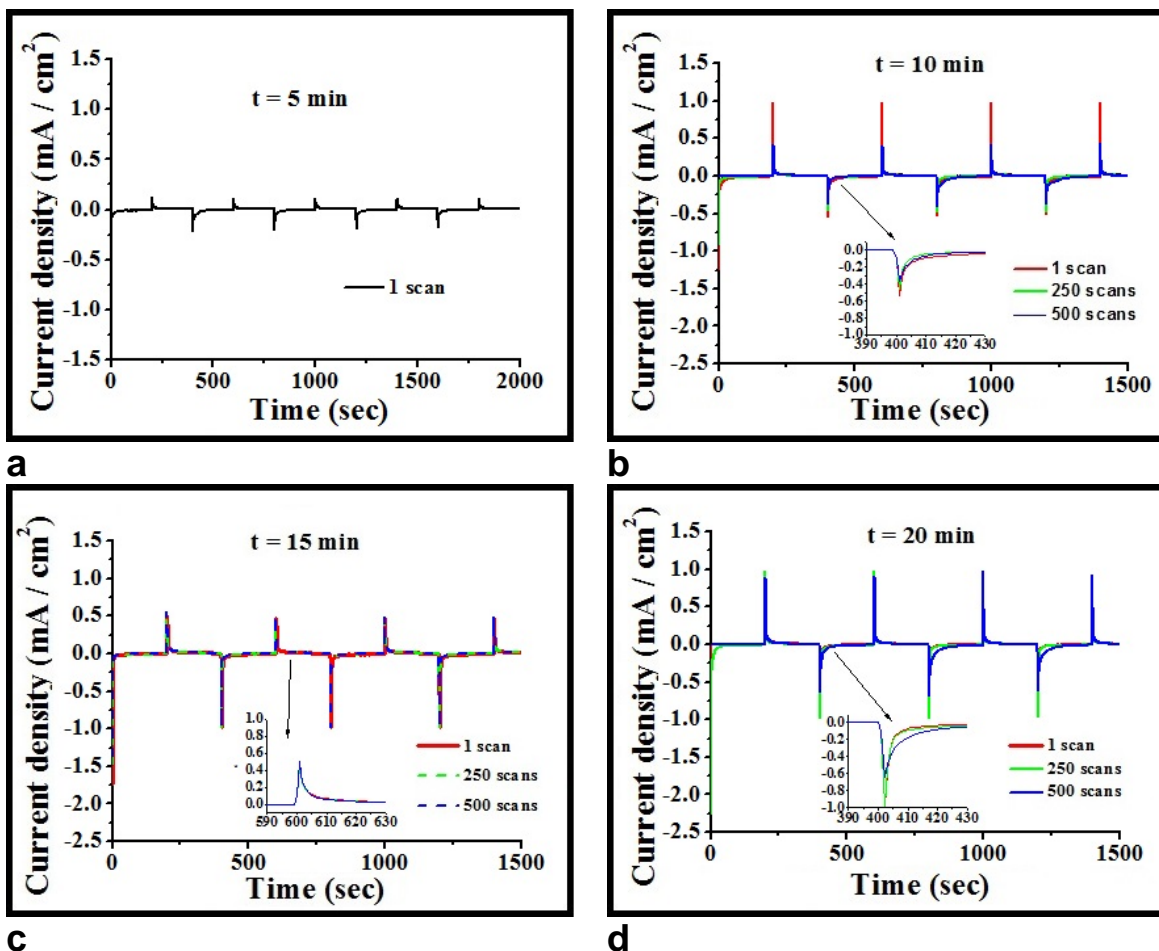 Current density (mA / cm²)
1.5
1.0
0.5
0.0
-0.5
-1.0
-1.5
t = 5 min
1 scan
0
500
1000
1500
2000
Time (sec)
a
Current density (mA / cm²)
1.5
1.0
0.5
0.0
-0.5
-1.0
-1.5
-2.0
-2.5
t = 10 min
0.0
-0.2
-0.4
-0.6
-0.8
-1.0
390 400 410 420 430
1 scan
250 scans
500 scans
0
500
1000
1500
Time (sec)
b
Current density (mA / cm²)
1.5
1.0
0.5
0.0
-0.5
-1.0
-1.5
-2.0
-2.5
t = 15 min
1.0
0.8
0.6
0.4
0.2
0.0
590 600 610 620 630
1 scan
250 scans
500 scans
0
500
1000
1500
Time (sec)
c
Current density (mA / cm²)
1.5
1.0
0.5
0.0
-0.5
-1.0
-1.5
-2.0
-2.5
t = 20 min
0.0
-0.2
-0.4
-0.6
-0.8
-1.0
390 400 410 420 430
1 scan
250 scans
500 scans
0
500
1000
1500
Time (sec)
d